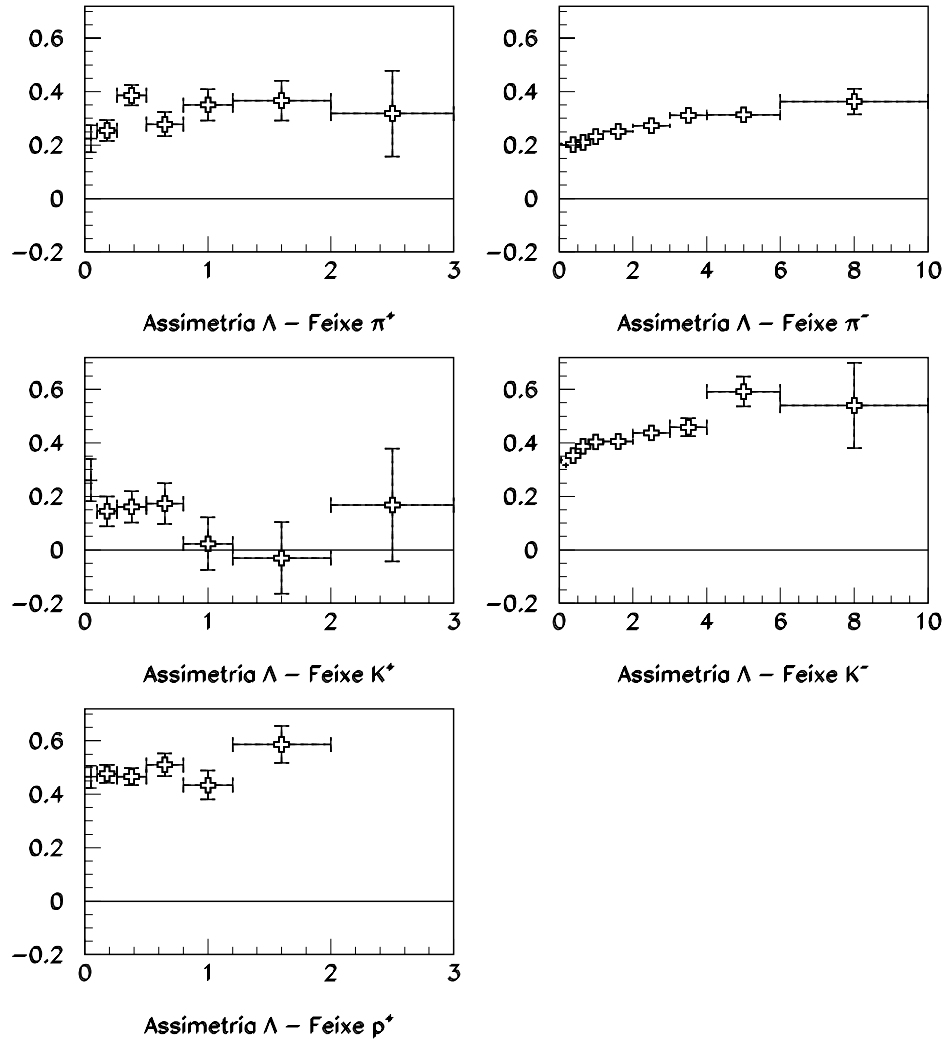 0.6
0.4
0.2
0
−0.2
0 1 2 3
Assimetria Λ − Feixe π⁺
0.6
0.4
0.2
0
−0.2
0 2 4 6 8 10
Assimetria Λ − Feixe π⁻
0.6
0.4
0.2
0
−0.2
0 1 2 3
Assimetria Λ − Feixe K⁺
0.6
0.4
0.2
0
−0.2
0 2 4 6 8 10
Assimetria Λ − Feixe K⁻
0.6
0.4
0.2
0
−0.2
0 1 2 3
Assimetria Λ − Feixe p⁺